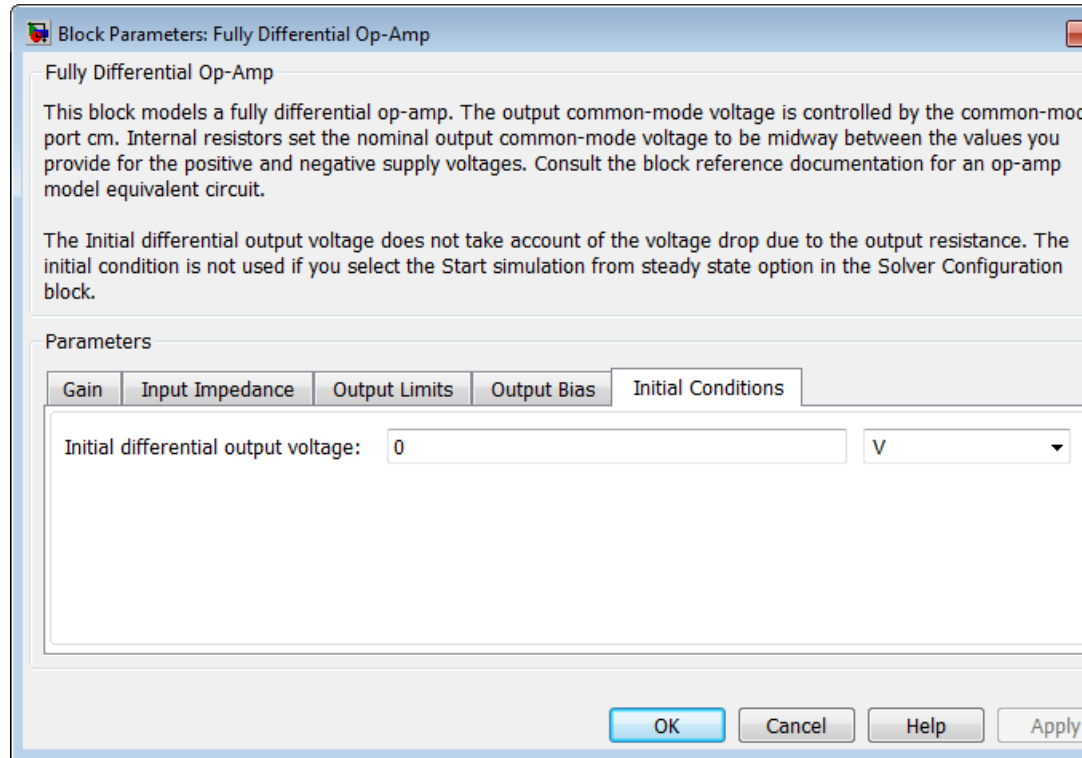 Block Parameters: Fully Differential Op-Amp
Fully Differential Op-Amp
This block models a fully differential op-amp. The output common-mode voltage is controlled by the common-mod
port cm. Internal resistors set the nominal output common-mode voltage to be midway between the values you
provide for the positive and negative supply voltages. Consult the block reference documentation for an op-amp
model equivalent circuit.
The Initial differential output voltage does not take account of the voltage drop due to the output resistance. The
initial condition is not used if you select the Start simulation from steady state option in the Solver Configuration
block.
Parameters
Gain Input Impedance Output Limits Output Bias Initial Conditions
Initial differential output voltage: 0 V
OK Cancel Help Apply